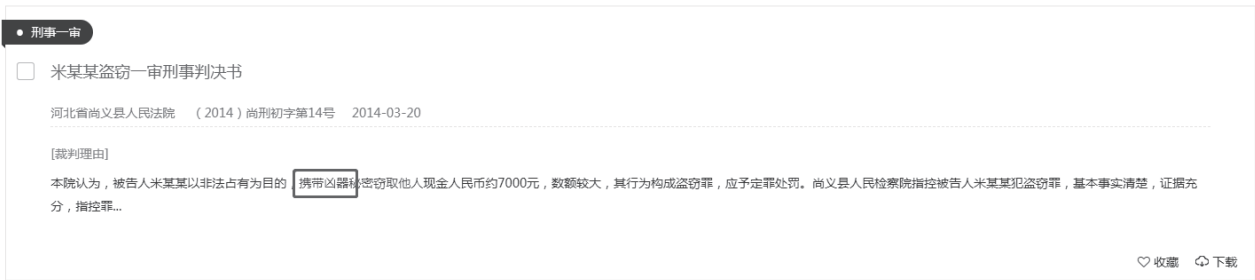 刑事一审
米某某盗窃一审刑事判决书
河北省尚义县人民法院 （2014）尚刑初字第14号 2014-03-20
[裁判理由]
本院认为，被告人米某某以非法占有为目的，携带凶器秘密窃取他人现金人民币约7000元，数额较大，其行为构成盗窃罪，应予定罪处罚。尚义县人民检察院指控被告人米某某犯盗窃罪，基本事实清楚，证据充
分，指控罪...
收藏 下载